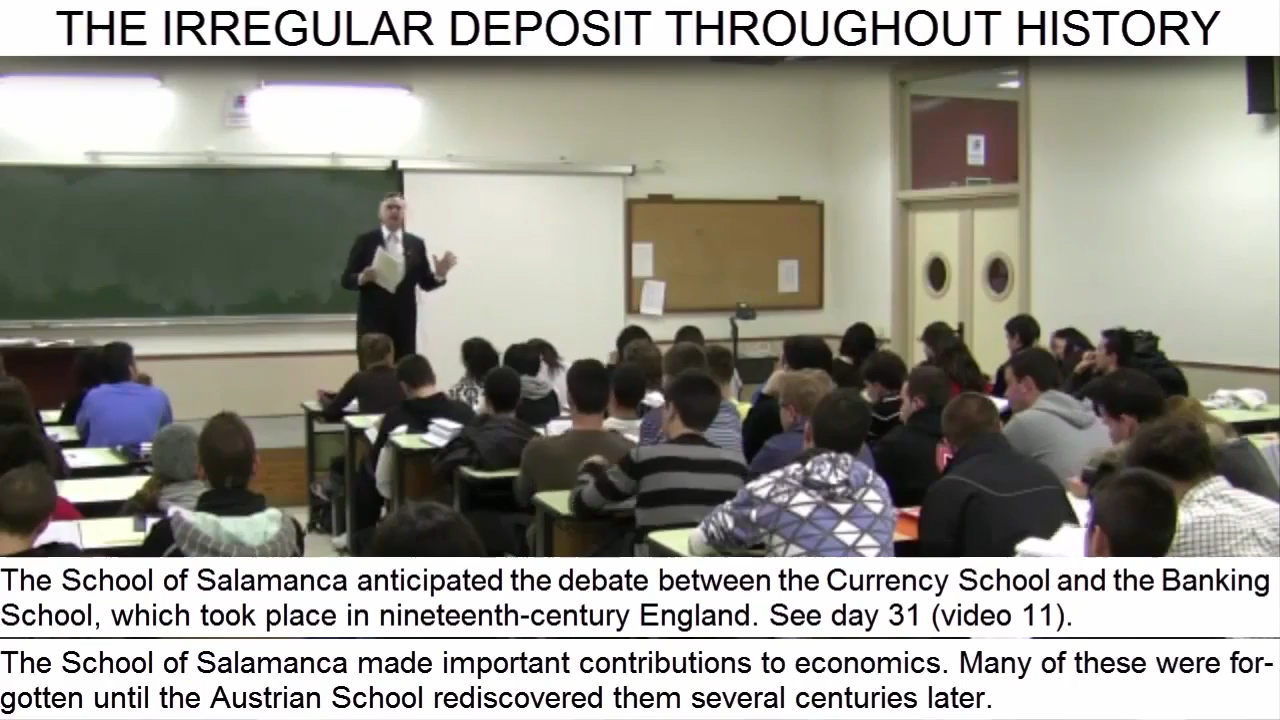 THE IRREGULAR DEPOSIT THROUGHOUT HISTORY
The School of Salamanca anticipated the debate between the Currency School and the Banking
School, which took place in nineteenth-century England. See day 31 (video 11).
The School of Salamanca made important contributions to economics. Many of these were for-
gotten until the Austrian School rediscovered them several centuries later.